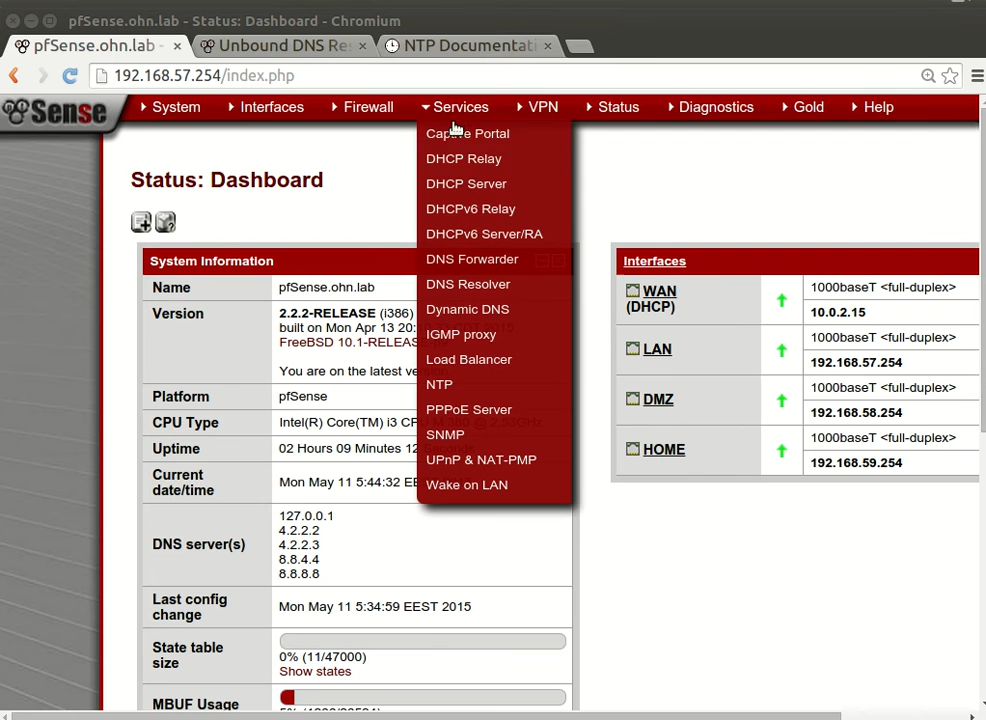 pfSense.ohn.lab - Status: Dashboard - Chromium
pfSense.ohn.lab -
Unbound DNS Re
NTP Documentati
192.168.57.254/index.php
Sense
System
Interfaces
Firewall
Services
VPN
Status
Diagnostics
Gold
Help
Captive Portal
DHCP Relay
DHCP Server
DHCPv6 Relay
DHCPv6 Server/RA
DNS Forwarder
DNS Resolver
Dynamic DNS
IGMP proxy
Load Balancer
NTP
PPPoE Server
SNMP
UPnP & NAT-PMP
Wake on LAN
Status: Dashboard
System Information
Name
pfSense.ohn.lab
Version
2.2.2-RELEASE (i386)
built on Mon Apr 13 20
FreeBSD 10.1-RELEASE
You are on the latest
Platform
pfSense
CPU Type
Intel(R) Core(TM) i3 CPU
Uptime
02 Hours 09 Minutes 12
Current
date/time
Mon May 11 5:44:32 EE
DNS server(s)
127.0.0.1
4.2.2.2
4.2.2.3
8.8.4.4
8.8.8.8
Last config
change
Mon May 11 5:34:59 EEST 2015
State table
size
0% (11/47000)
Show states
MBUF Usage
Interfaces
WAN
(DHCP)
1000baseT <full-duplex>
10.0.2.15
LAN
1000baseT <full-duplex>
192.168.57.254
DMZ
1000baseT <full-duplex>
192.168.58.254
HOME
1000baseT <full-duplex>
192.168.59.254